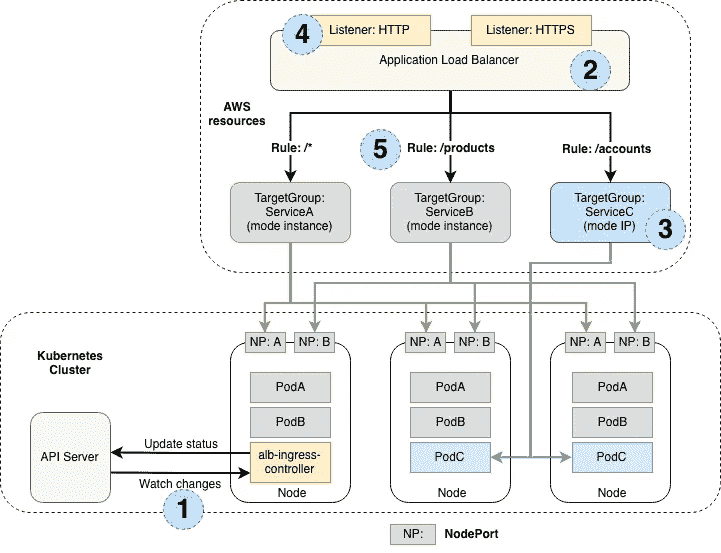 4
Listener: HTTP
Listener: HTTPS
Application Load Balancer
2
AWS
resources
Rule: /*
5
Rule: /products
Rule: /accounts
TargetGroup:
ServiceA
(mode instance)
TargetGroup:
ServiceB
(mode instance)
TargetGroup:
ServiceC
(mode IP)
3
Kubernetes
Cluster
NP: A
NP: B
NP: A
NP: B
NP: A
NP: B
PodA
PodB
alb-ingress-
controller
Node
PodA
PodB
PodC
Node
PodA
PodB
PodC
Node
API Server
Update status
Watch changes
1
NP:
NodePort